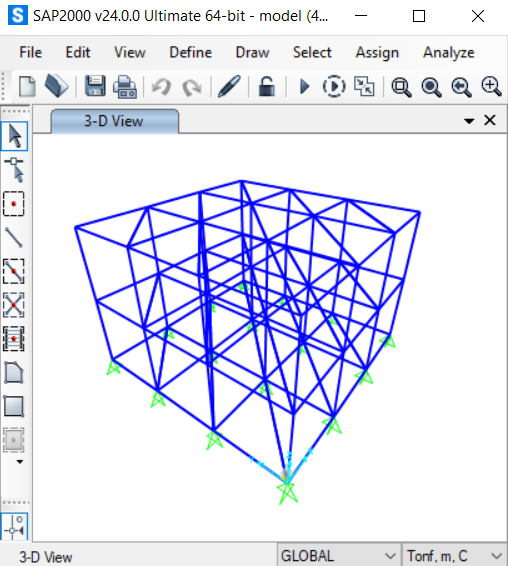 S SAP2000 v24.0.0 Ultimate 64-bit - model (4...
File Edit View Define Draw Select Assign Analyze
3-D View
3-D View GLOBAL Tonf, m, C